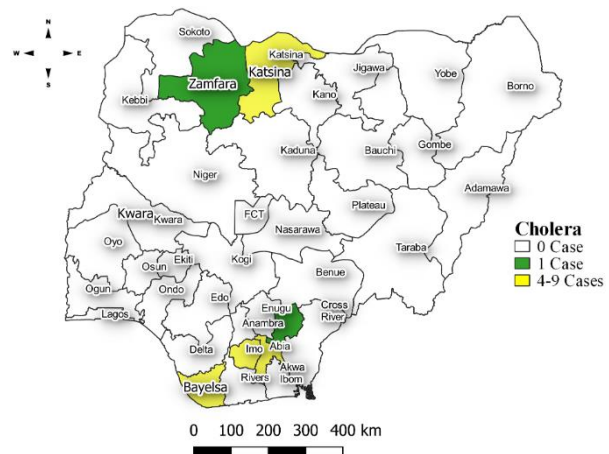 N
W E
S
Sokoto
Katsina
Zamfara
Katsina
Jigawa
Yobe
Borno
Kebbi
Kano
Kaduna
Bauchi
Gombe
Niger
Adamawa
Kwara
Kwara
FCT
Plateau
Nasarawa
Oyo
Taraba
Osun
Ekiti
Kogi
Benue
Ogun
Ondo
Edo
Enugu
Cross
River
Lagos
Anambra
Delta
Imo
Abia
Akwa
Ibom
Rivers
Bayelsa
Cholera
0 Case
1 Case
4-9 Cases
0 100 200 300 400 km